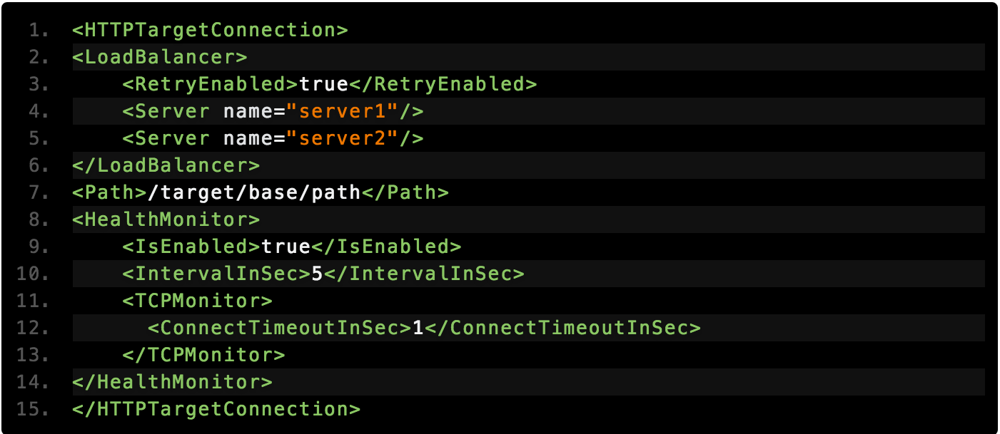 1. <HTTPTargetConnection>
2. <LoadBalancer>
3.     <RetryEnabled>true</RetryEnabled>
4.     <Server name="server1"/>
5.     <Server name="server2"/>
6. </LoadBalancer>
7. <Path>/target/base/path</Path>
8. <HealthMonitor>
9.     <IsEnabled>true</IsEnabled>
10.     <IntervalInSec>5</IntervalInSec>
11.     <TCPMonitor>
12.       <ConnectTimeoutInSec>1</ConnectTimeoutInSec>
13.     </TCPMonitor>
14. </HealthMonitor>
15. </HTTPTargetConnection>